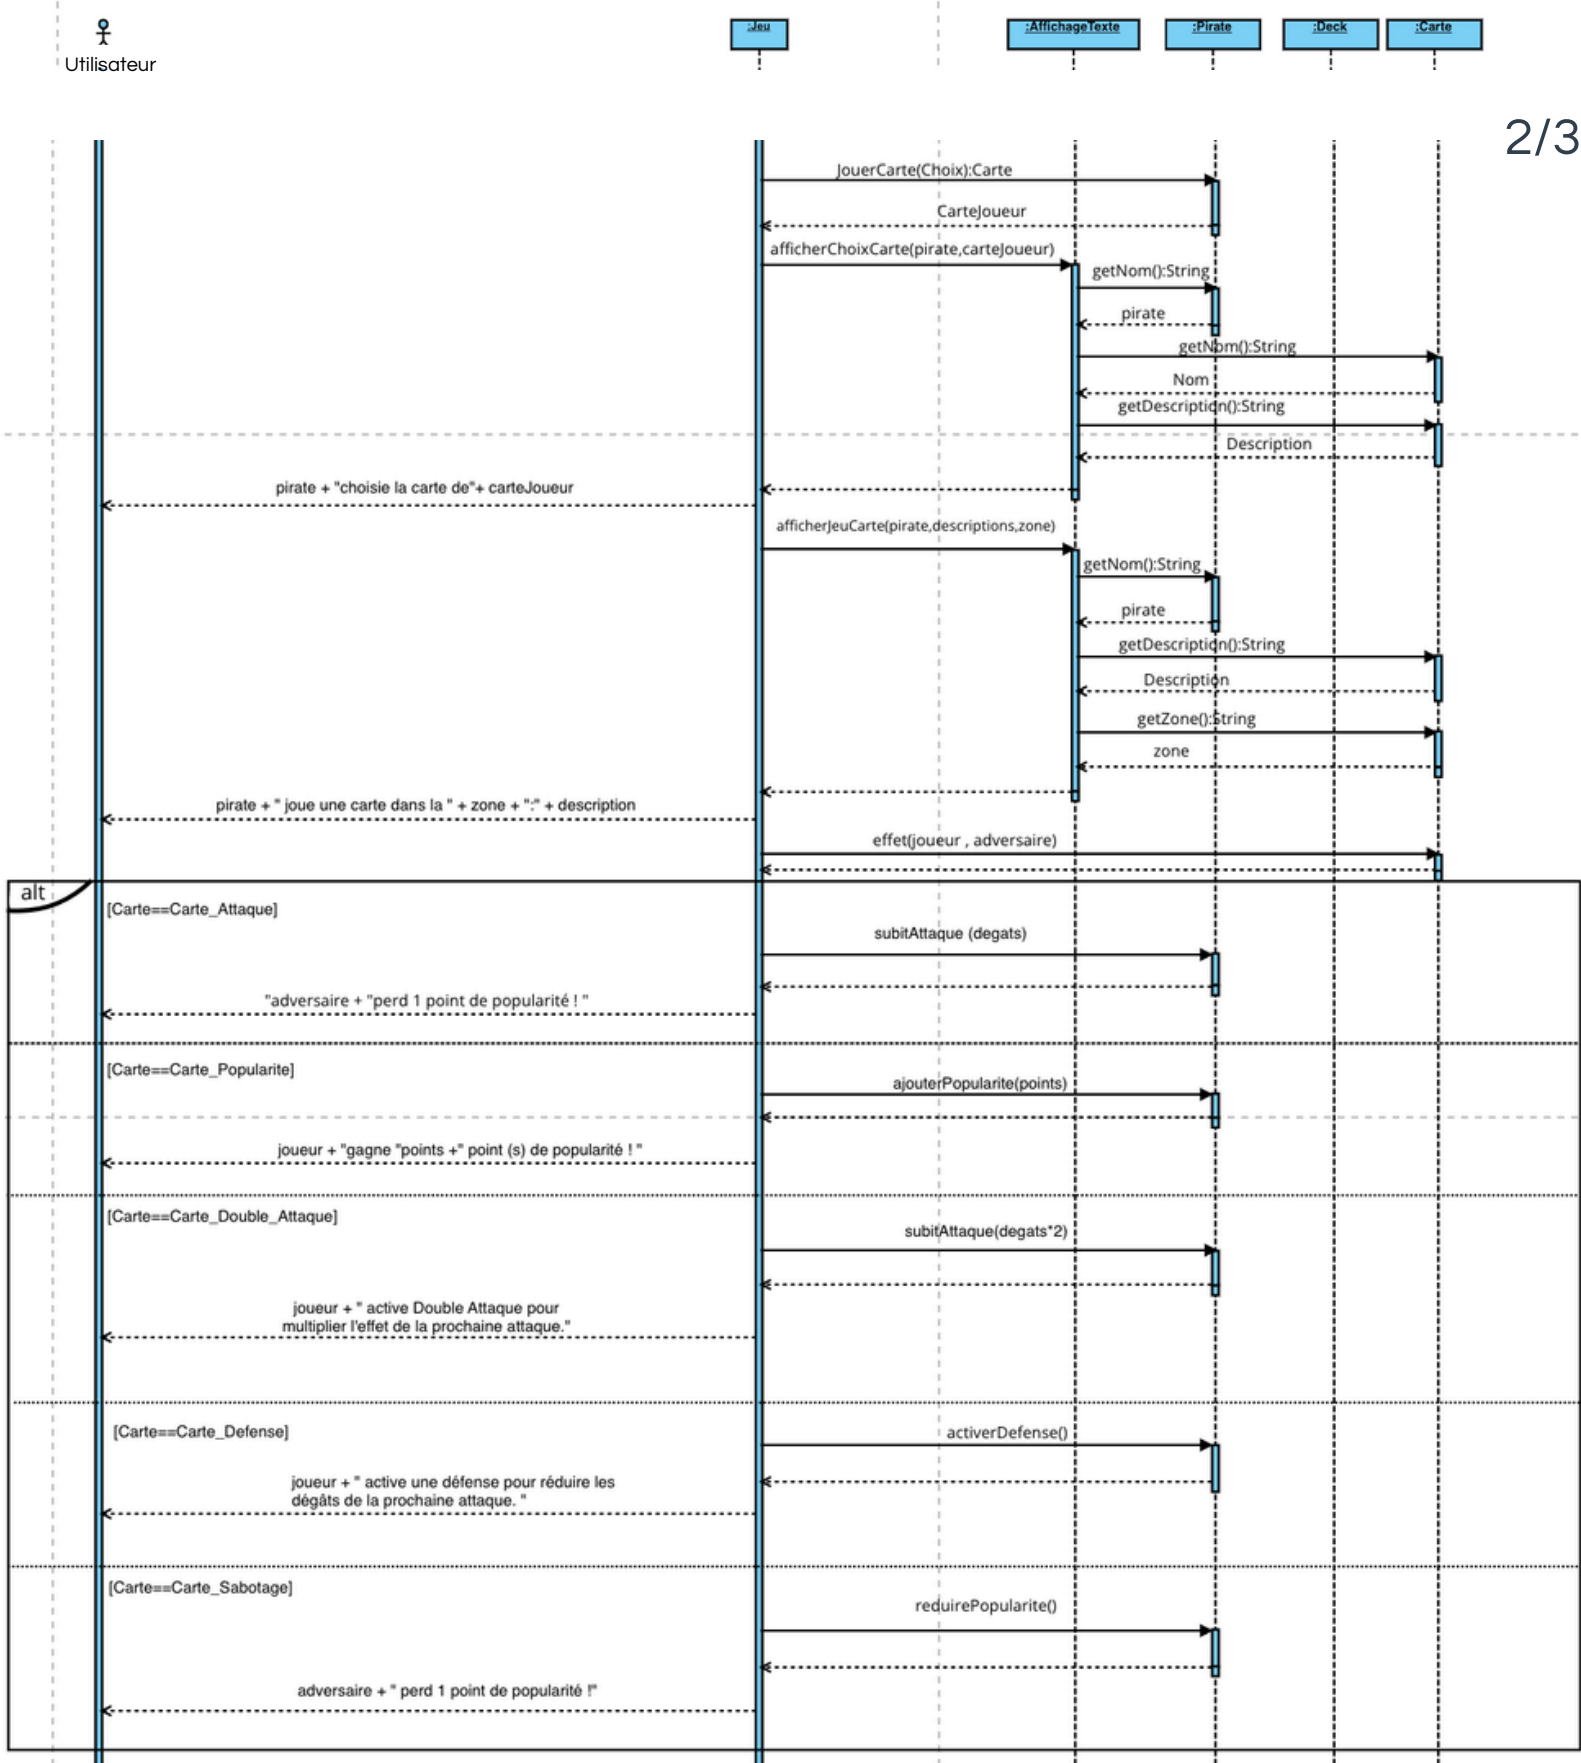 :Jeu
:AffichageTexte
:Pirate
:Deck
:Carte
Utilisateur
2/3
JouerCarte(Choix):Carte
CarteJoueur
afficherChoixCarte(pirate,carteJoueur)
getNom():String
pirate
getNom():String
Nom
getDescription():String
Description
pirate + "choisie la carte de"+ carteJoueur
afficherJeuCarte(pirate,descriptions,zone)
getNom():String
pirate
getDescription():String
Description
getZone():String
zone
pirate + " joue une carte dans la " + zone + ":" + description
effet(joueur , adversaire)
alt
[Carte==Carte_Attaque]
subitAttaque (degats)
"adversaire + "perd 1 point de popularité ! "
[Carte==Carte_Popularite]
ajouterPopularite(points)
joueur + "gagne "points +" point (s) de popularité ! "
[Carte==Carte_Double_Attaque]
subitAttaque(degats*2)
joueur + " active Double Attaque pour
multiplier l'effet de la prochaine attaque."
[Carte==Carte_Defense]
activerDefense()
joueur + " active une défense pour réduire les
dégâts de la prochaine attaque. "
[Carte==Carte_Sabotage]
reduirePopularite()
adversaire + " perd 1 point de popularité !"